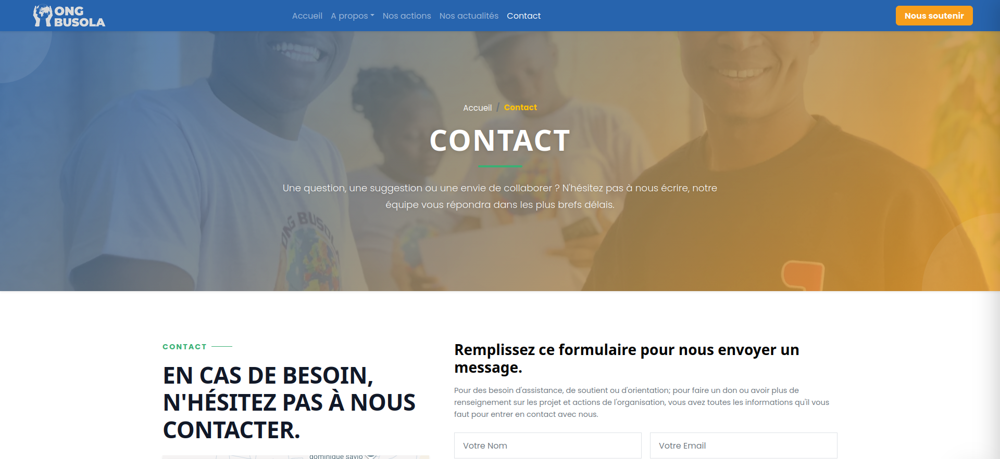 ONG
BUSOLA
Accueil A propos Nos actions Nos actualités Contact
Nous soutenir
Accueil / Contact
CONTACT
Une question, une suggestion ou une envie de collaborer ? N'hésitez pas à nous écrire, notre
équipe vous répondra dans les plus brefs délais.
ONG BUSOL
CONTACT
EN CAS DE BESOIN,
N'HÉSITEZ PAS À NOUS
CONTACTER.
dominique savio
Remplissez ce formulaire pour nous envoyer un
message.
Pour des besoin d'assistance, de soutient ou d'orientation; pour faire un don ou avoir plus de
renseignement sur les projet et actions de l'organisation, vous avez toutes les informations qu'il vous
faut pour entrer en contact avec nous.
Votre Nom
Votre Email